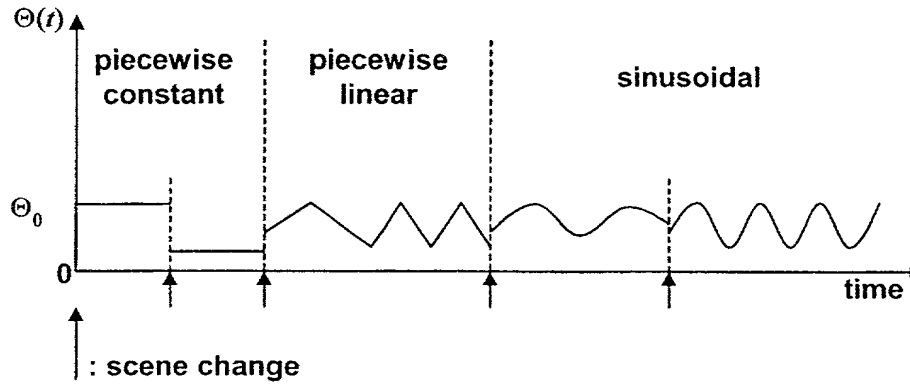 Θ(t)
piecewise constant
piecewise linear
sinusoidal
Θ₀
0
time
: scene change